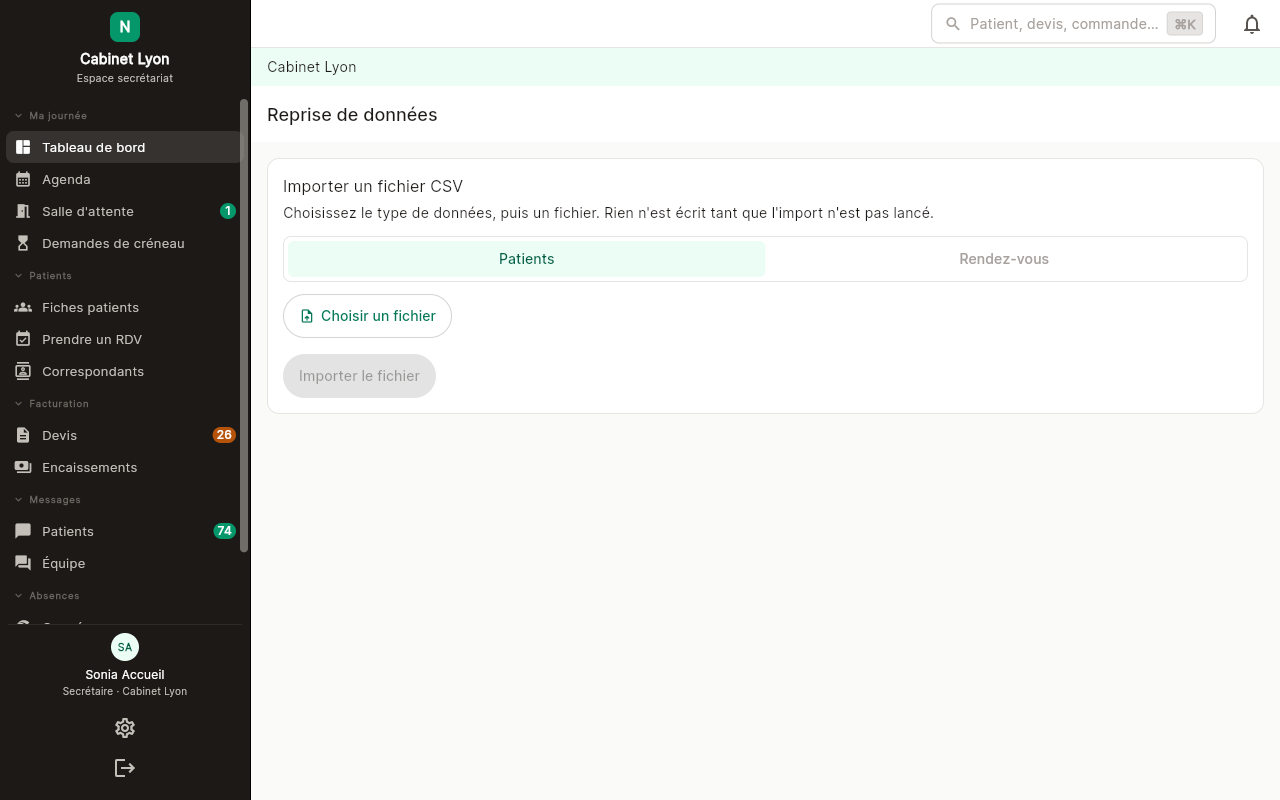 N
Cabinet Lyon
Espace secrétariat
Ma journée
Tableau de bord
Agenda
Salle d'attente 1
Demandes de créneau
Patients
Fiches patients
Prendre un RDV
Correspondants
Facturation
Devis 26
Encaissements
Messages
Patients 74
Équipe
Absences
SA
Sonia Accueil
Secrétaire · Cabinet Lyon
Patient, devis, commande... ⌘K
Cabinet Lyon
Reprise de données
Importer un fichier CSV
Choisissez le type de données, puis un fichier. Rien n'est écrit tant que l'import n'est pas lancé.
Patients Rendez-vous
Choisir un fichier
Importer le fichier